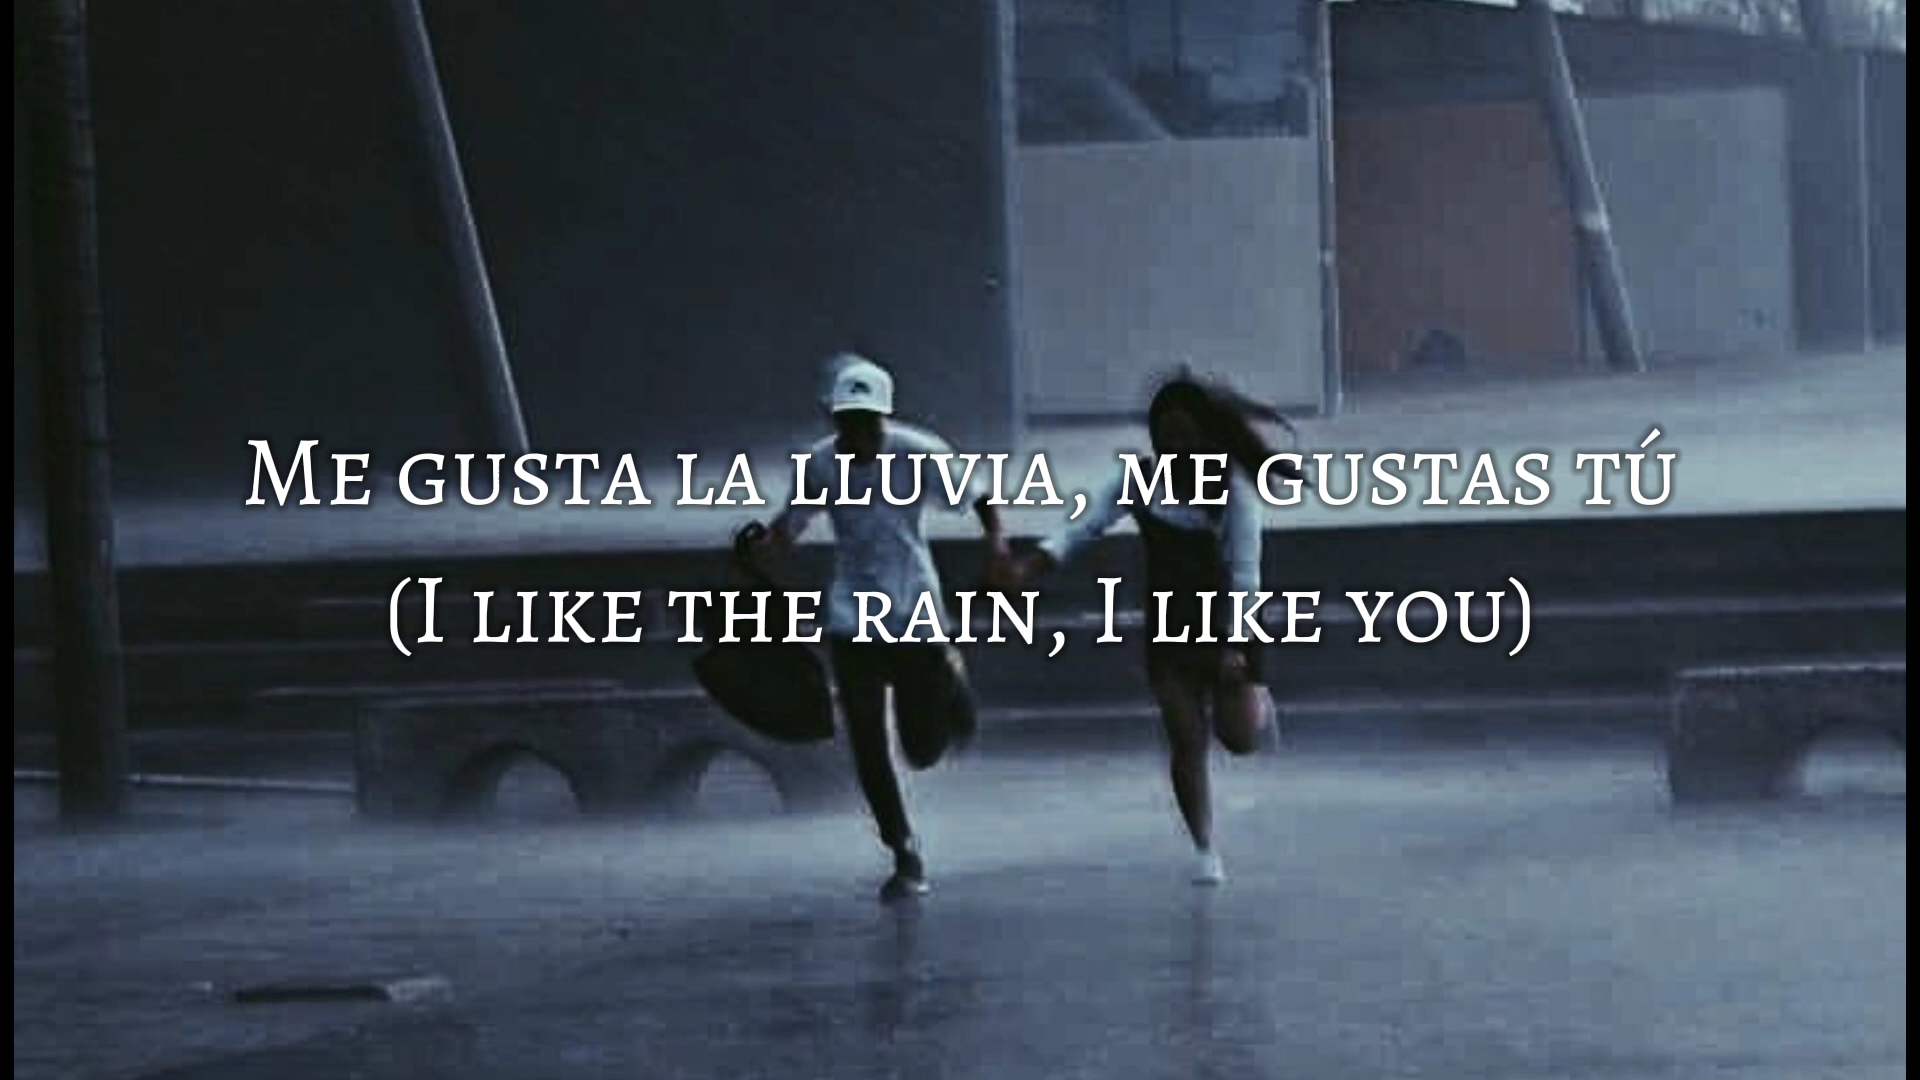 Me gusta la lluvia, me gustas tú
(I like the rain, I like you)